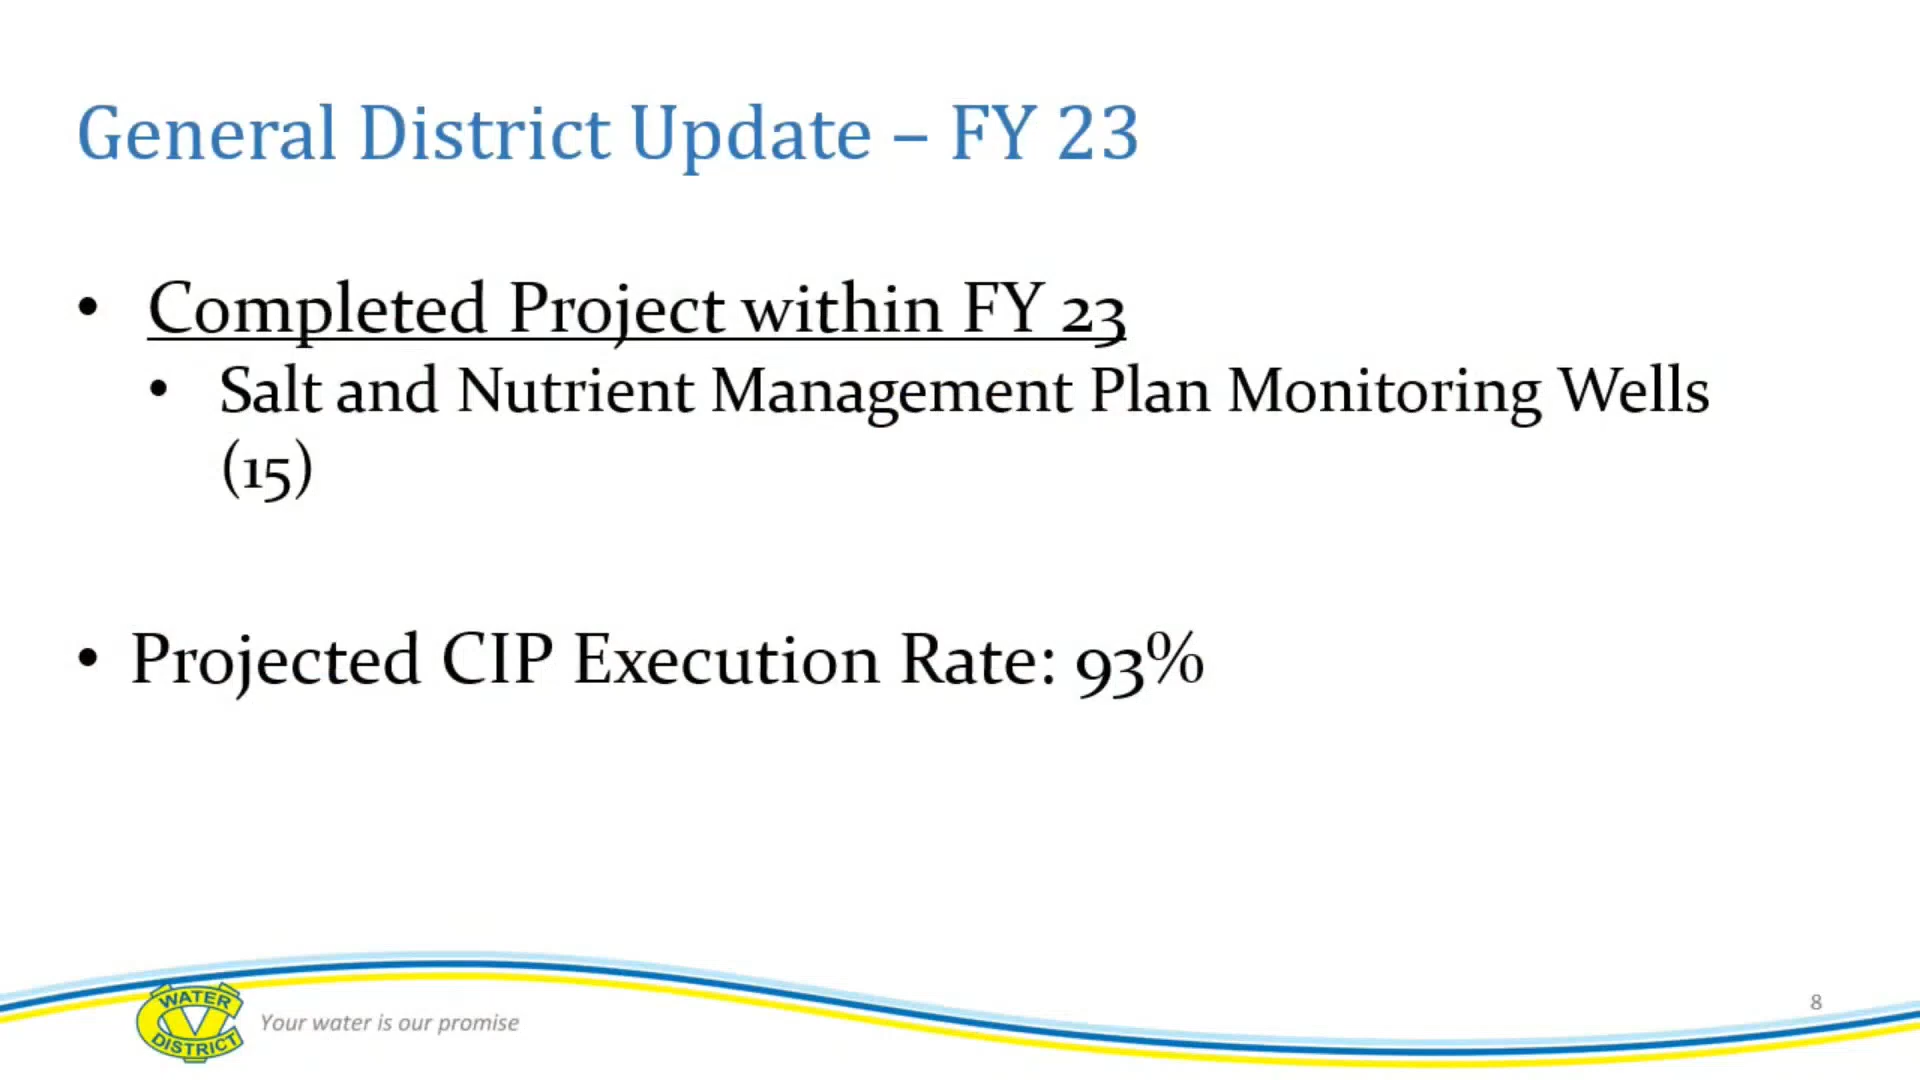 General District Update – FY 23
• Completed Project within FY 23
• Salt and Nutrient Management Plan Monitoring Wells
(15)
• Projected CIP Execution Rate: 93%
WATER
CV
DISTRICT
Your water is our promise
8